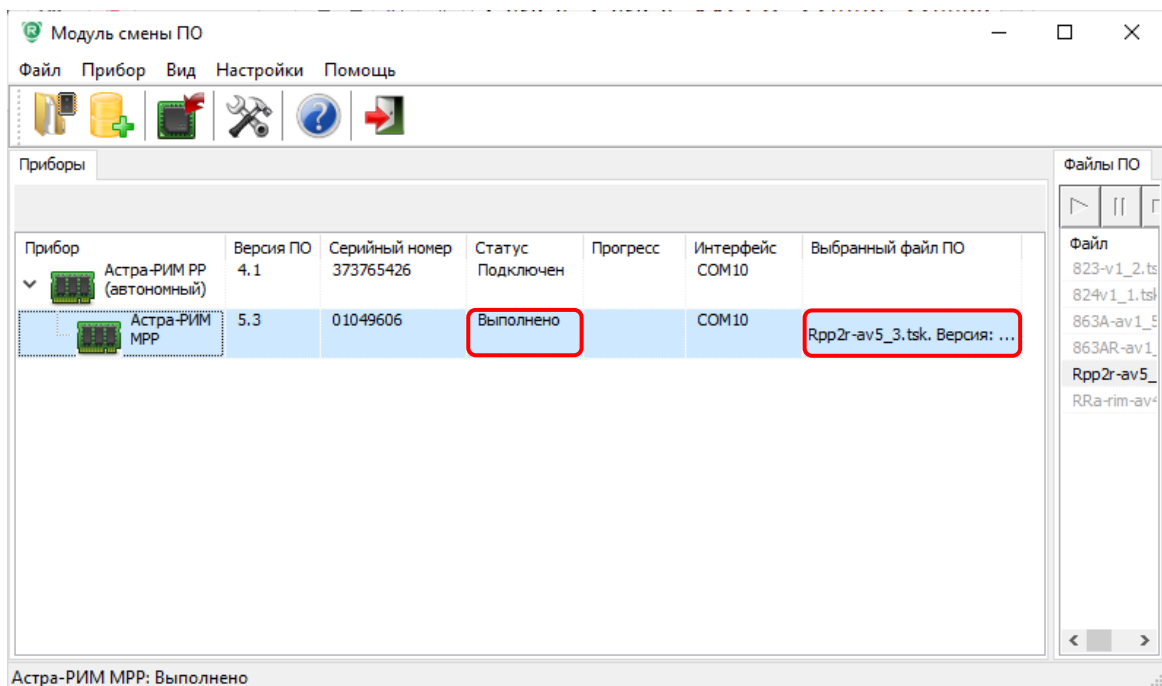 Модуль смены ПО
Файл Прибор Вид Настройки Помощь
Приборы
Файлы ПО
Прибор Версия ПО Серийный номер Статус Прогресс Интерфейс Выбранный файл ПО
Астра-РИМ РР 4.1 373765426 Подключен COM10
(автономный)
Астра-РИМ 5.3 01049606 Выполнено COM10
МРР Rpp2r-av5_3.tsk. Версия: ...
Файл
823-v1_2.ts
824v1_1.tsk
863A-av1_5
863AR-av1_
Rpp2r-av5_
RRa-rim-av4
Астра-РИМ МРР: Выполнено